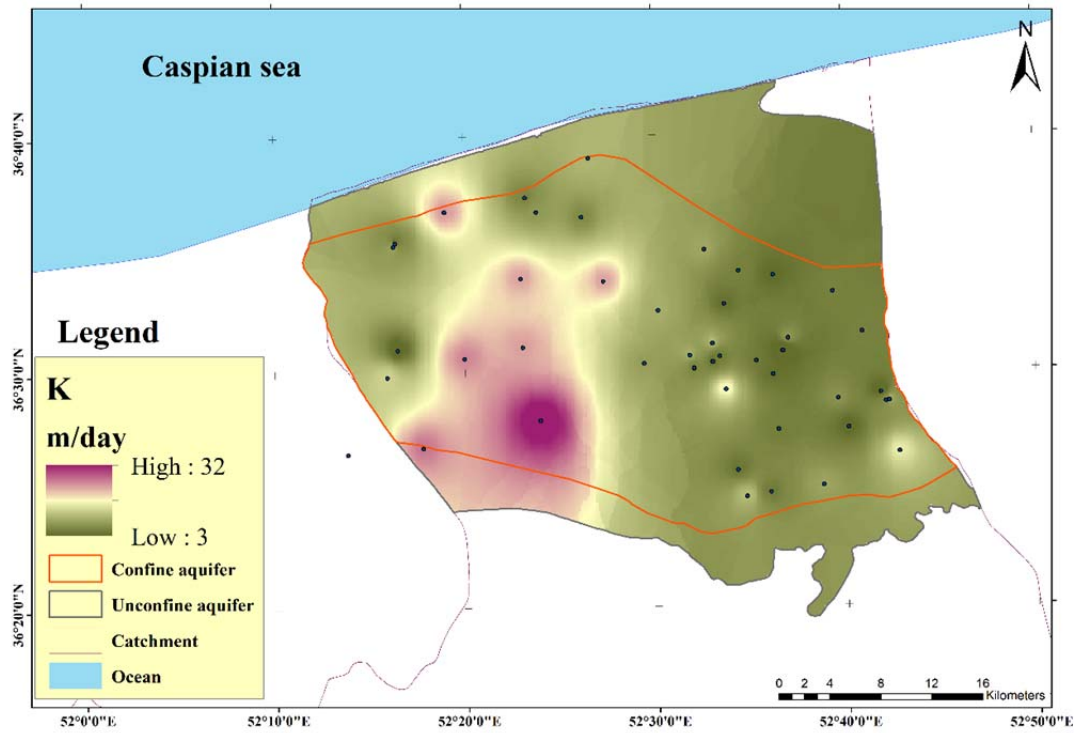 Caspian sea
N
36°40'0"N
36°30'0"N
36°20'0"N
Legend
K
m/day
High : 32
Low : 3
Confine aquifer
Unconfine aquifer
Catchment
Ocean
0 2 4 8 12 16
Kilometers
52°0'0"E 52°10'0"E 52°20'0"E 52°30'0"E 52°40'0"E 52°50'0"E